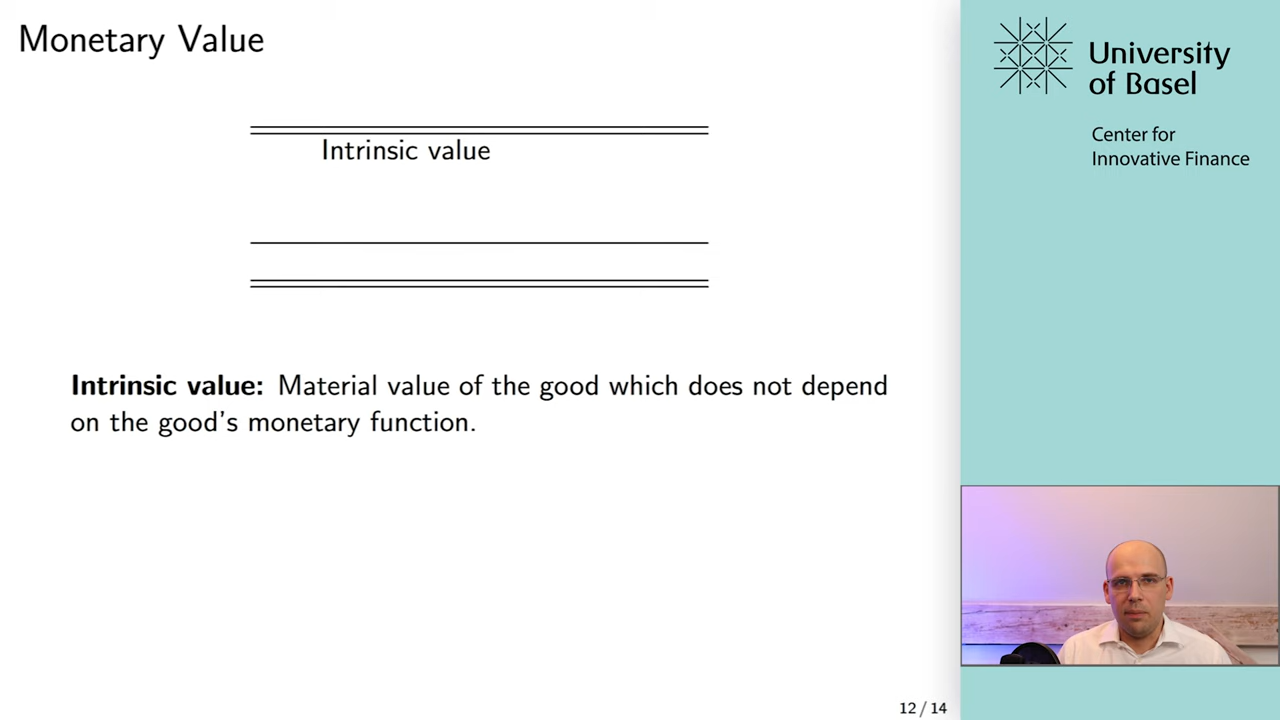 Monetary Value
Intrinsic value
Intrinsic value: Material value of the good which does not depend
on the good's monetary function.
12 / 14
University
of Basel
Center for
Innovative Finance